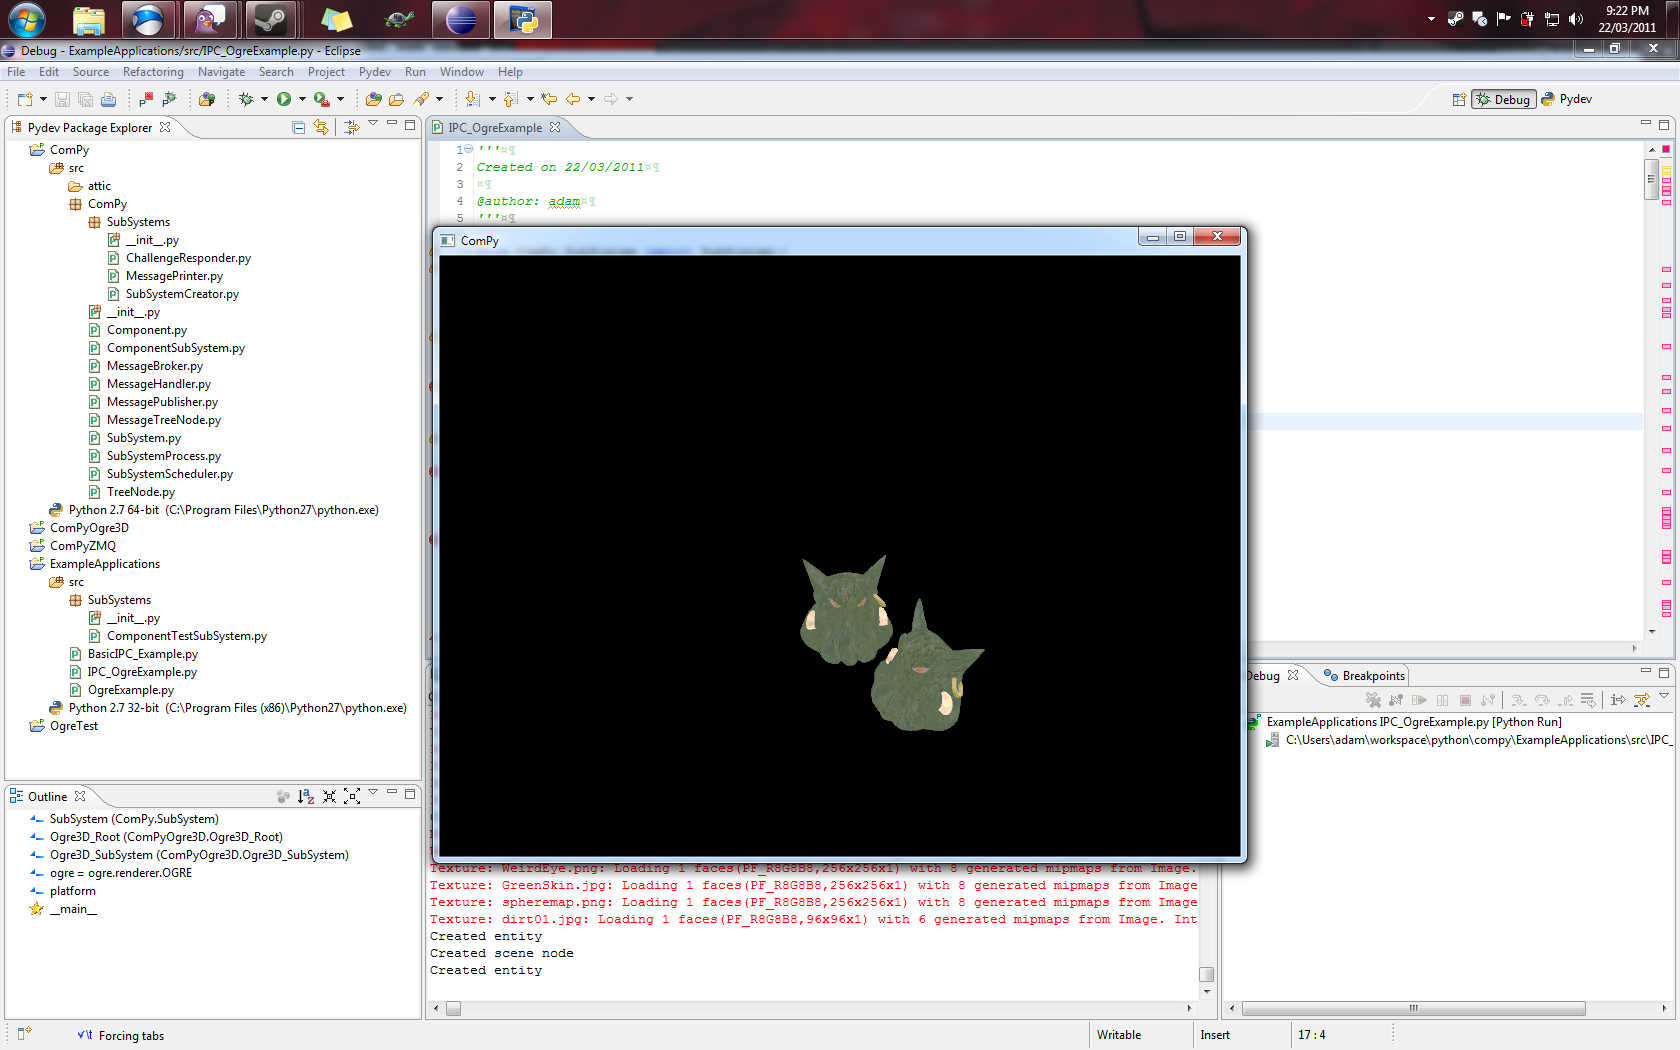 9:22 PM
22/03/2011
Debug - ExampleApplications/src/IPC_OgreExample.py - Eclipse
File Edit Source Refactoring Navigate Search Project Pydev Run Window Help
Debug Pydev
Pydev Package Explorer
ComPy
src
attic
ComPy
SubSystems
__init__.py
ChallengeResponder.py
MessagePrinter.py
SubSystemCreator.py
__init__.py
Component.py
ComponentSubSystem.py
MessageBroker.py
MessageHandler.py
MessagePublisher.py
MessageTreeNode.py
SubSystem.py
SubSystemProcess.py
SubSystemScheduler.py
TreeNode.py
Python 2.7 64-bit (C:\Program Files\Python27\python.exe)
ComPyOgre3D
ComPyZMQ
ExampleApplications
src
SubSystems
__init__.py
ComponentTestSubSystem.py
BasicIPC_Example.py
IPC_OgreExample.py
OgreExample.py
Python 2.7 32-bit (C:\Program Files (x86)\Python27\python.exe)
OgreTest
IPC_OgreExample
1 '''¤¶
2 Created on 22/03/2011¤¶
3 ¤¶
4 @author: adam¤¶
5 '''¤¶
ComPy
Outline
SubSystem (ComPy.SubSystem)
Ogre3D_Root (ComPyOgre3D.Ogre3D_Root)
Ogre3D_SubSystem (ComPyOgre3D.Ogre3D_SubSystem)
ogre = ogre.renderer.OGRE
platform
__main__
Texture: WeirdEye.png: Loading 1 faces(PF_R8G8B8,256x256x1) with 8 generated mipmaps from Image.
Texture: GreenSkin.jpg: Loading 1 faces(PF_R8G8B8,256x256x1) with 8 generated mipmaps from Image
Texture: spheremap.png: Loading 1 faces(PF_R8G8B8,256x256x1) with 8 generated mipmaps from Image
Texture: dirt01.jpg: Loading 1 faces(PF_R8G8B8,96x96x1) with 6 generated mipmaps from Image. Int
Created entity
Created scene node
Created entity
Debug Breakpoints
ExampleApplications IPC_OgreExample.py [Python Run]
C:\Users\adam\workspace\python\compy\ExampleApplications\src\IPC_
\t Forcing tabs
Writable Insert 17 : 4